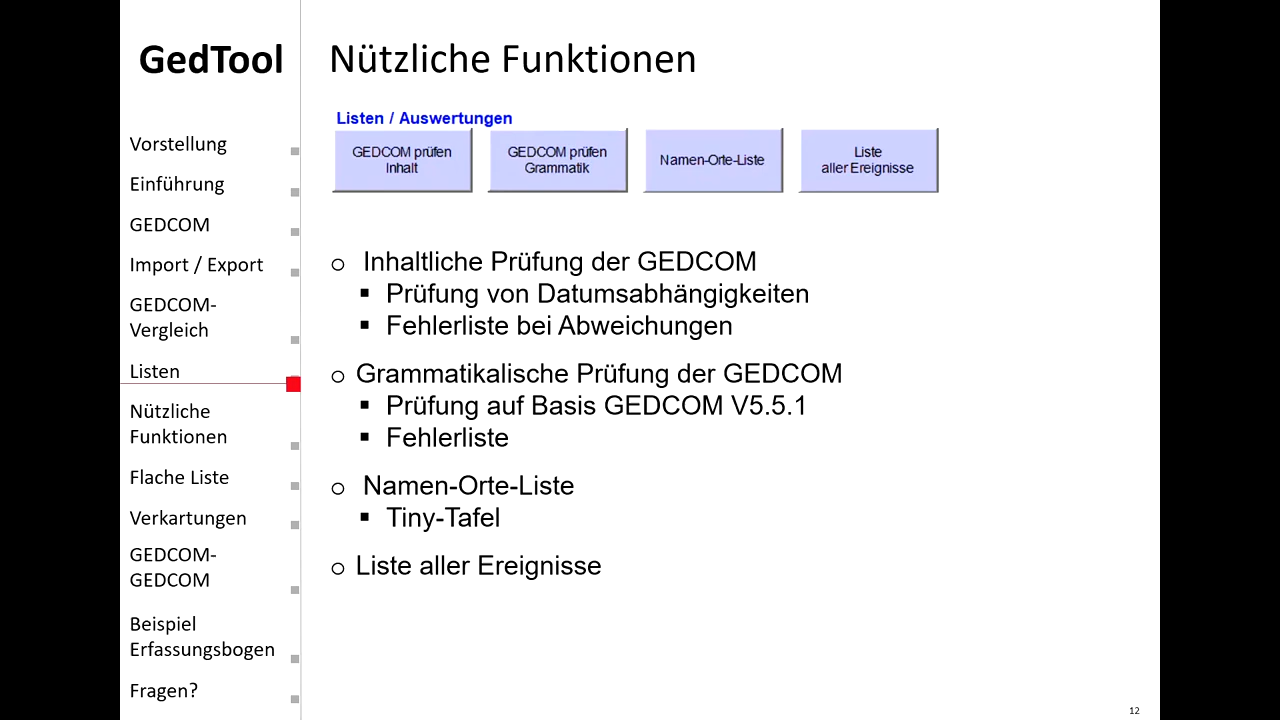 GedTool
Nützliche Funktionen
Vorstellung
Einführung
GEDCOM
Import / Export
GEDCOM-
Vergleich
Listen
Nützliche
Funktionen
Flache Liste
Verkartungen
GEDCOM-
GEDCOM
Beispiel
Erfassungsbogen
Fragen?
Listen / Auswertungen
GEDCOM prüfen
Inhalt
GEDCOM prüfen
Grammatik
Namen-Orte-Liste
Liste
aller Ereignisse
Inhaltliche Prüfung der GEDCOM
Prüfung von Datumsabhängigkeiten
Fehlerliste bei Abweichungen
Grammatikalische Prüfung der GEDCOM
Prüfung auf Basis GEDCOM V5.5.1
Fehlerliste
Namen-Orte-Liste
Tiny-Tafel
Liste aller Ereignisse
12